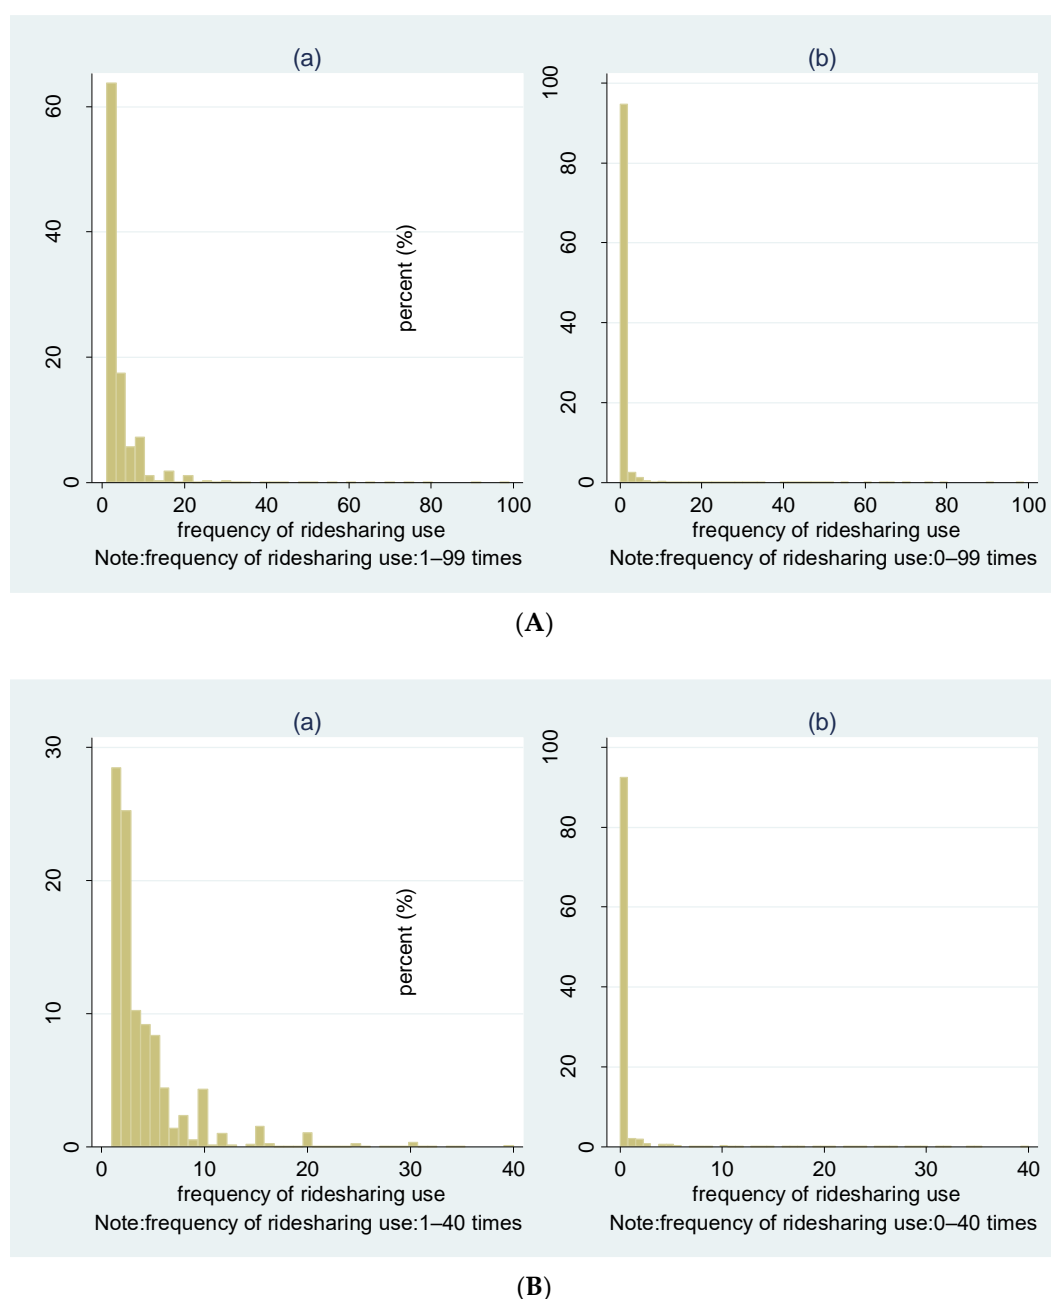 (a)
60
40
20
0
percent (%)
0 20 40 60 80 100
frequency of ridesharing use
Note:frequency of ridesharing use:1–99 times
(b)
100
80
60
40
20
0
0 20 40 60 80 100
frequency of ridesharing use
Note:frequency of ridesharing use:0–99 times
(A)
(a)
30
20
10
0
percent (%)
0 10 20 30 40
frequency of ridesharing use
Note:frequency of ridesharing use:1–40 times
(b)
100
80
60
40
20
0
0 10 20 30 40
frequency of ridesharing use
Note:frequency of ridesharing use:0–40 times
(B)